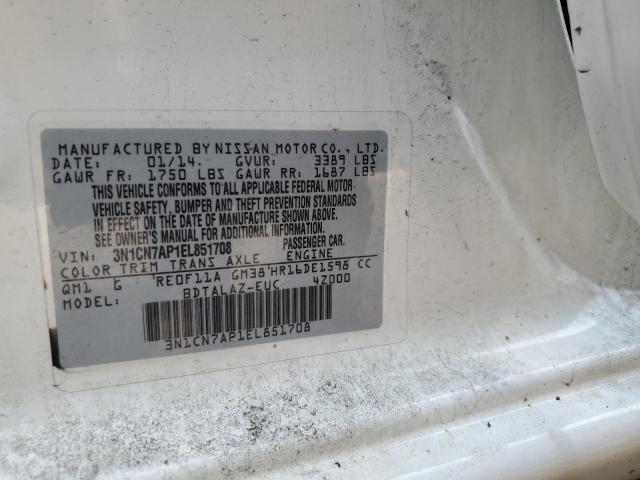 MANUFACTURED BY NISSAN MOTOR CO., LTD.
DATE: 01/14. GVWR: 3389 LBS
GAWR FR: 1750 LBS GAWR RR: 1687 LBS
THIS VEHICLE CONFORMS TO ALL APPLICABLE FEDERAL MOTOR
VEHICLE SAFETY, BUMPER AND THEFT PREVENTION STANDARDS
IN EFFECT ON THE DATE OF MANUFACTURE SHOWN ABOVE.
SEE OWNERS MANUAL FOR ADDITIONAL INFORMATION.
VIN: 3N1CN7AP1EL851708 PASSENGER CAR.
COLOR TRIM TRANS AXLE ENGINE
QM1 G RE0F11A GM38 HR16DE1598 CC
MODEL: BDTALAZ-EUC 4Z000
3N1CN7AP1EL851708